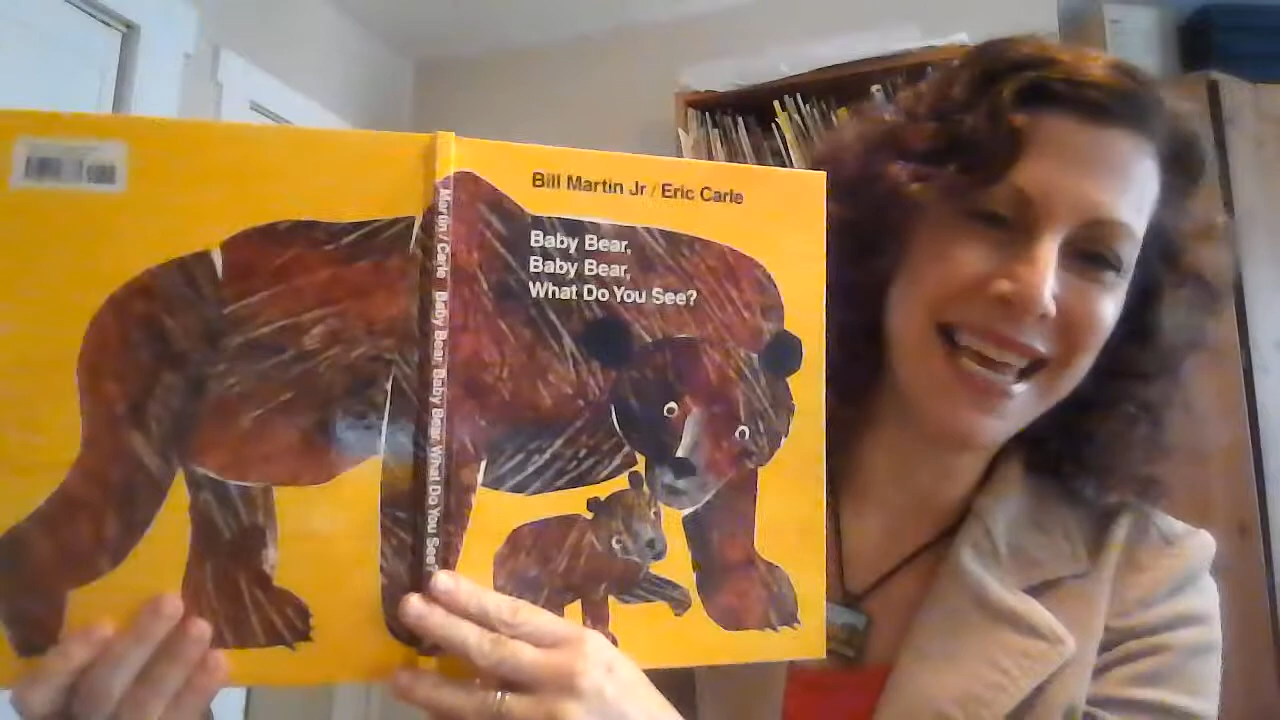 Bill Martin Jr / Eric Carle
Baby Bear,
Baby Bear,
What Do You See?
Martin / Carle Baby Bear, Baby Bear, What Do You See?